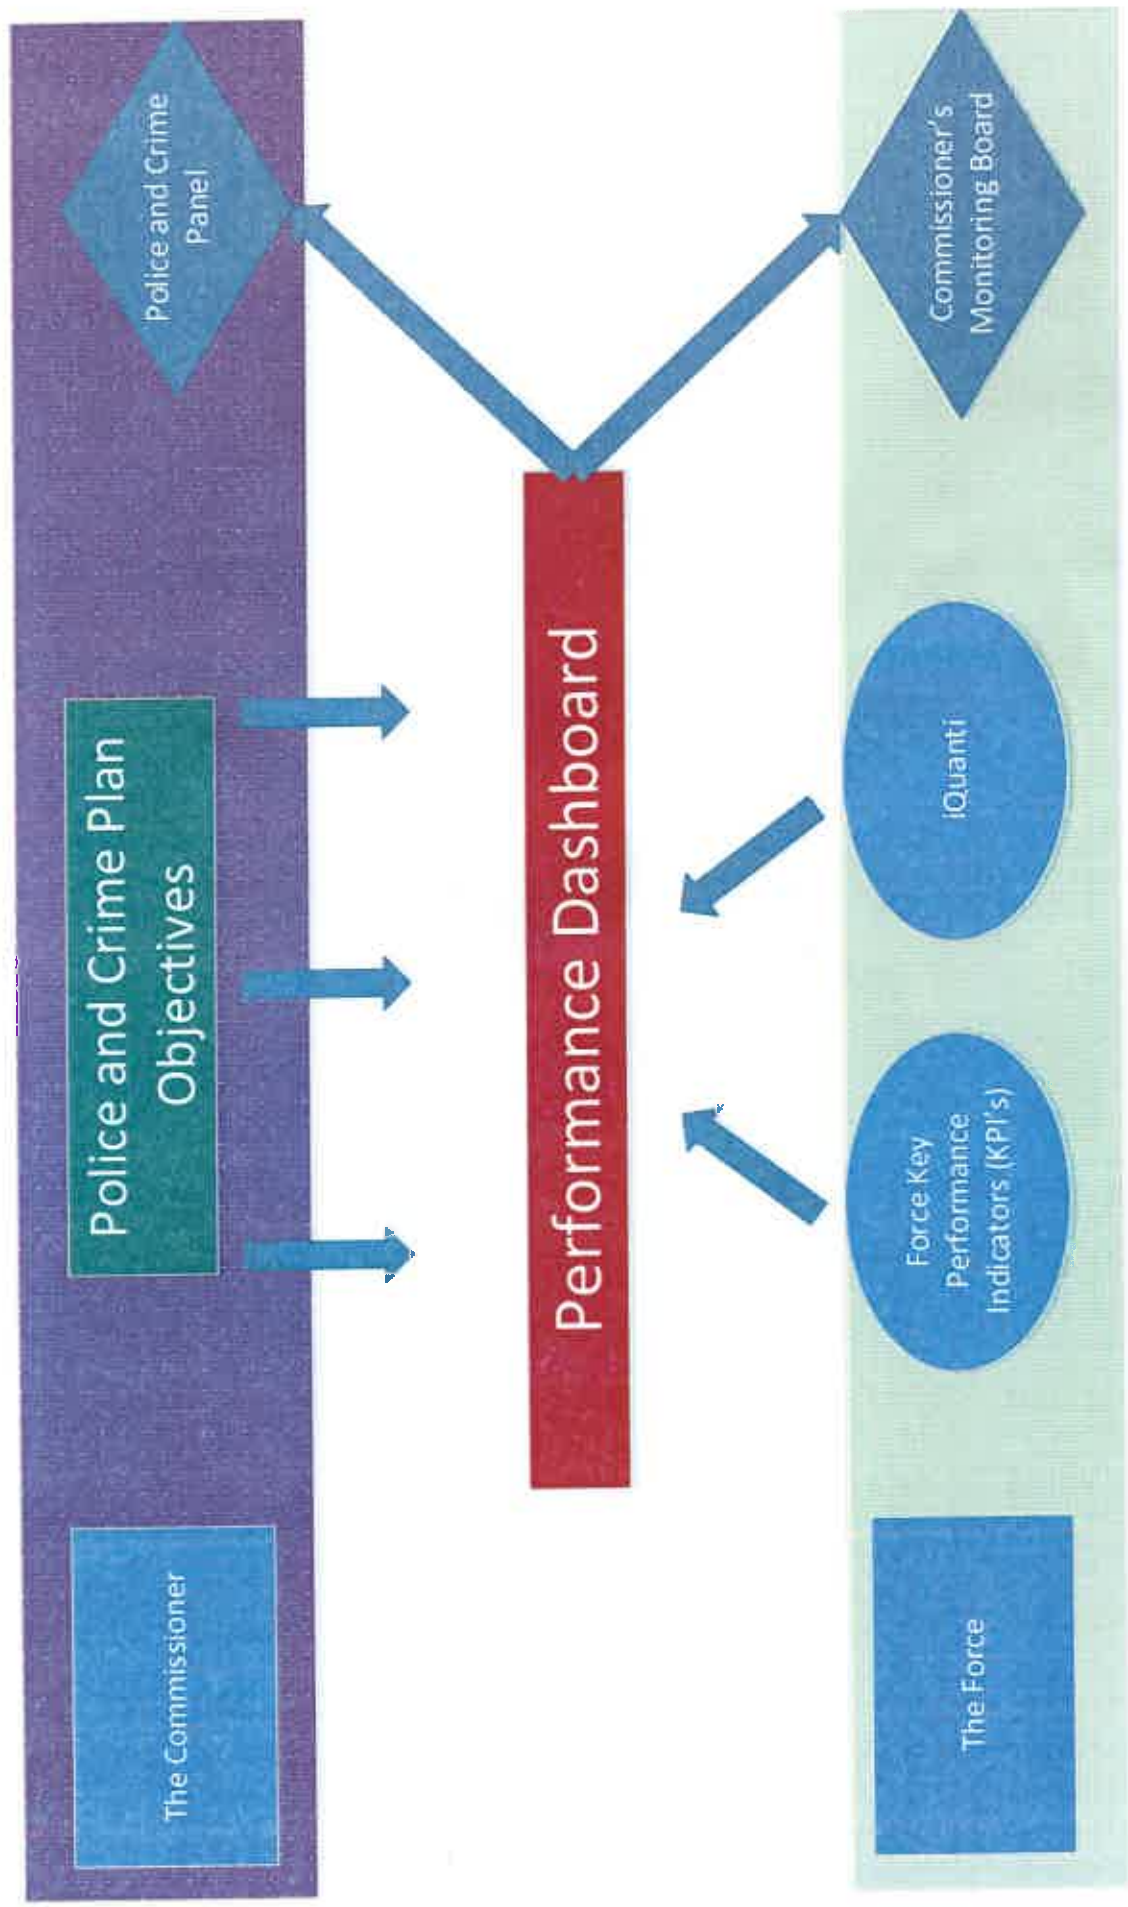 The Commissioner
Police and Crime Plan
Objectives
Police and Crime
Panel
Performance Dashboard
The Force
Force Key
Performance
Indicators (KPI's)
iQuanti
Commissioner's
Monitoring Board